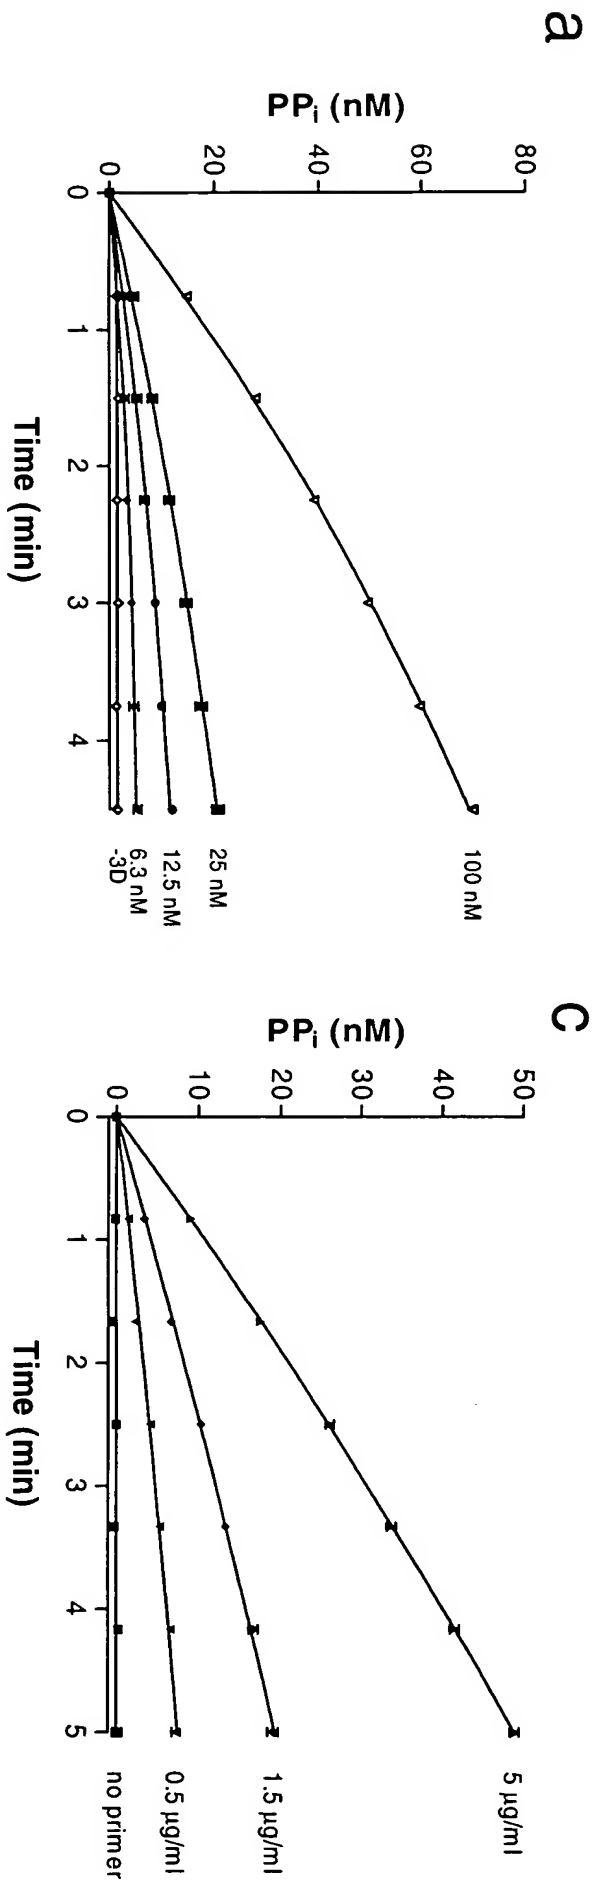 a
PPi (nM)
80
60
40
20
0
0
1
2
3
4
Time (min)
100 nM
25 nM
12.5 nM
6.3 nM
-3D
c
PPi (nM)
50
40
30
20
10
0
0
1
2
3
4
5
Time (min)
5 µg/ml
1.5 µg/ml
0.5 µg/ml
no primer